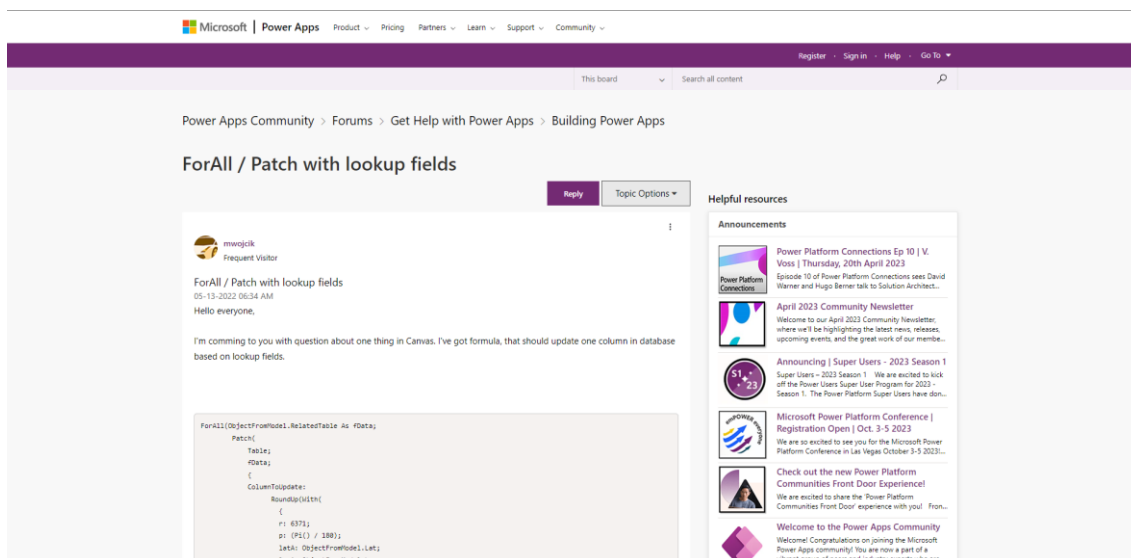 Microsoft | Power Apps Product Pricing Partners Learn Support Community
Register · Sign in · Help · Go To
This board Search all content
Power Apps Community > Forums > Get Help with Power Apps > Building Power Apps
ForAll / Patch with lookup fields
Reply Topic Options
mwojcik
Frequent Visitor
ForAll / Patch with lookup fields
05-13-2022 06:34 AM
Hello everyone,
I'm comming to you with question about one thing in Canvas. I've got formula, that should update one column in database
based on lookup fields.
ForAll(ObjectFromModel.RelatedTable As fData;
Patch(
Table;
fData;
{
ColumnToUpdate:
RoundUp(With(
{
r: 6371;
p: (Pi() / 180);
latA: ObjectFromModel.Lat;
Helpful resources
Announcements
Power Platform
Connections
Power Platform Connections Ep 10 | V.
Voss | Thursday, 20th April 2023
Episode 10 of Power Platform Connections sees David
Warner and Hugo Berner talk to Solution Architect...
April 2023 Community Newsletter
Welcome to our April 2023 Community Newsletter,
where we'll be highlighting the latest news, releases,
upcoming events, and the great work of our membe...
S1
23
Announcing | Super Users - 2023 Season 1
Super Users – 2023 Season 1 We are excited to kick
off the Power Users Super User Program for 2023 -
Season 1. The Power Platform Super Users have don...
emPOWER everyone
Microsoft Power Platform Conference |
Registration Open | Oct. 3-5 2023
We are so excited to see you for the Microsoft Power
Platform Conference in Las Vegas October 3-5 2023!...
Check out the new Power Platform
Communities Front Door Experience!
We are excited to share the 'Power Platform
Communities Front Door' experience with you! Fron...
Welcome to the Power Apps Community
Welcome! Congratulations on joining the Microsoft
Power Apps community! You are now a part of a